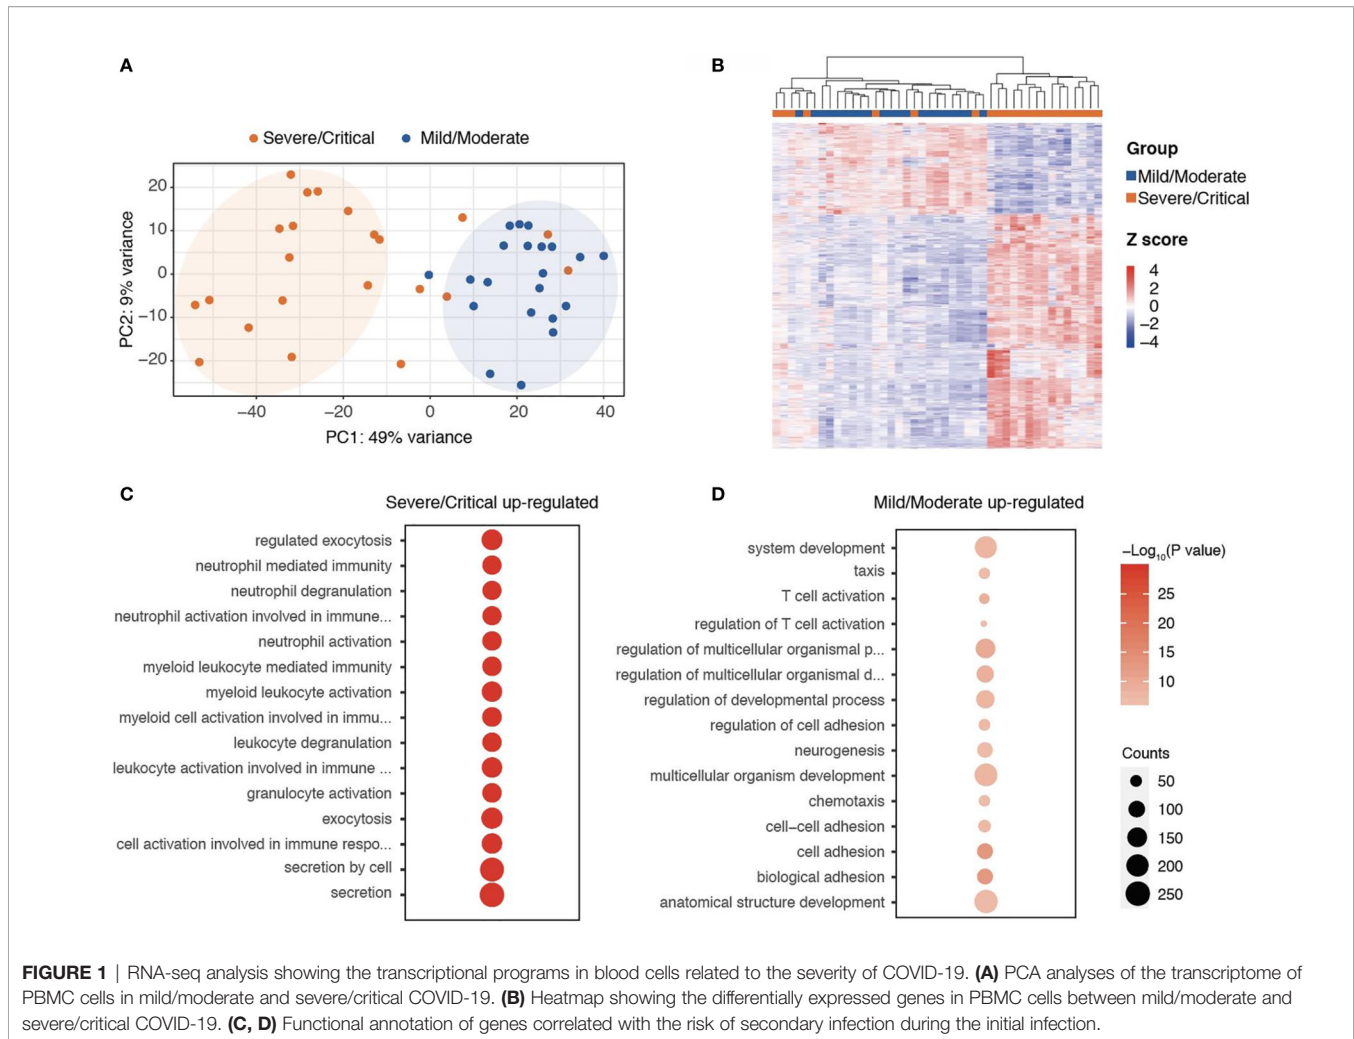 A
Severe/Critical
Mild/Moderate
PC2: 9% variance
20
10
0
−10
−20
−40
−20
0
20
40
PC1: 49% variance
B
Group
Mild/Moderate
Severe/Critical
Z score
4
2
0
−2
−4
C
Severe/Critical up-regulated
regulated exocytosis
neutrophil mediated immunity
neutrophil degranulation
neutrophil activation involved in immune...
neutrophil activation
myeloid leukocyte mediated immunity
myeloid leukocyte activation
myeloid cell activation involved in immu...
leukocyte degranulation
leukocyte activation involved in immune ...
granulocyte activation
exocytosis
cell activation involved in immune respo...
secretion by cell
secretion
D
Mild/Moderate up-regulated
system development
taxis
T cell activation
regulation of T cell activation
regulation of multicellular organismal p...
regulation of multicellular organismal d...
regulation of developmental process
regulation of cell adhesion
neurogenesis
multicellular organism development
chemotaxis
cell−cell adhesion
cell adhesion
biological adhesion
anatomical structure development
−Log10(P value)
25
20
15
10
Counts
50
100
150
200
250
FIGURE 1 | RNA-seq analysis showing the transcriptional programs in blood cells related to the severity of COVID-19. (A) PCA analyses of the transcriptome of
PBMC cells in mild/moderate and severe/critical COVID-19. (B) Heatmap showing the differentially expressed genes in PBMC cells between mild/moderate and
severe/critical COVID-19. (C, D) Functional annotation of genes correlated with the risk of secondary infection during the initial infection.